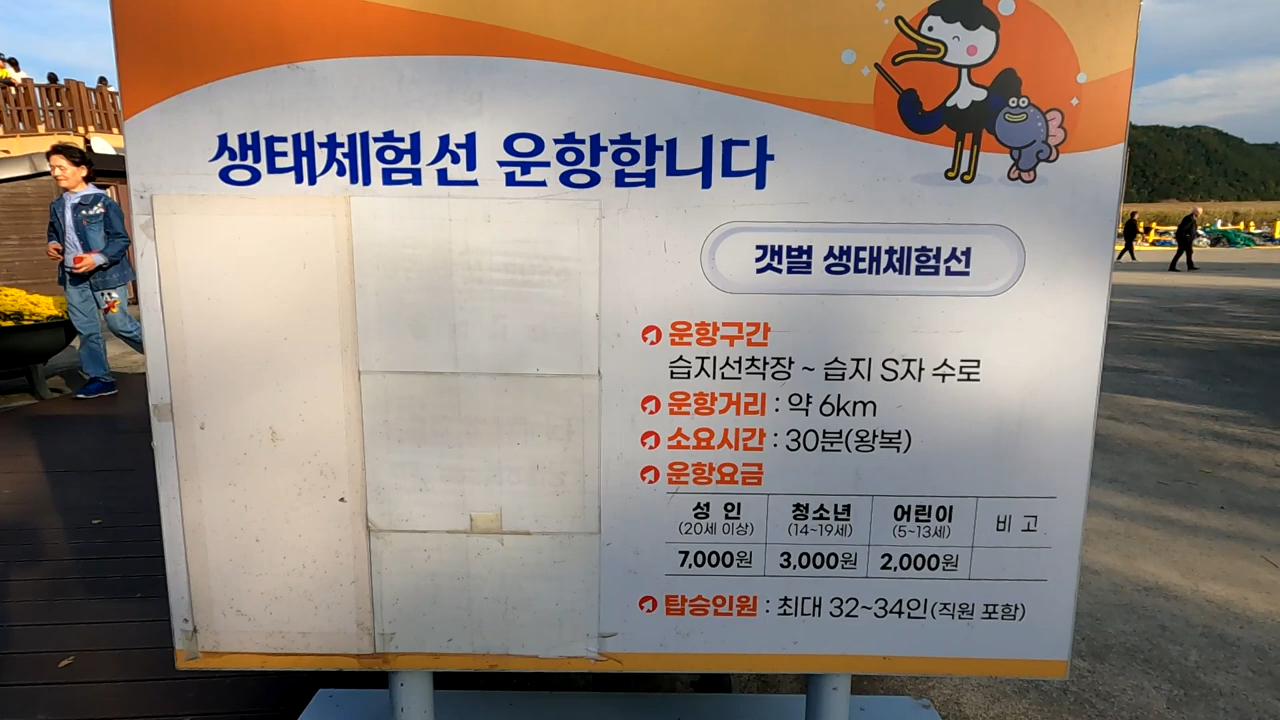 생태체험선 운항합니다
갯벌 생태체험선
운항구간
습지선착장 ~ 습지 S자 수로
운항거리 : 약 6km
소요시간 : 30분(왕복)
운항요금
성 인 청소년 어린이 비 고
(20세 이상) (14~19세) (5~13세)
7,000원 3,000원 2,000원
탑승인원 : 최대 32~34인(직원 포함)